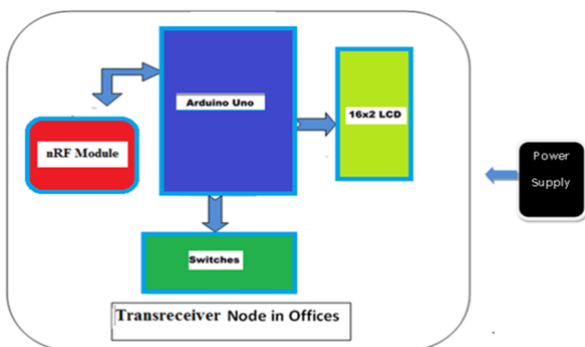 Arduino Uno
16x2 LCD
nRF Module
Power
Supply
Switches
Transreceiver Node in Offices